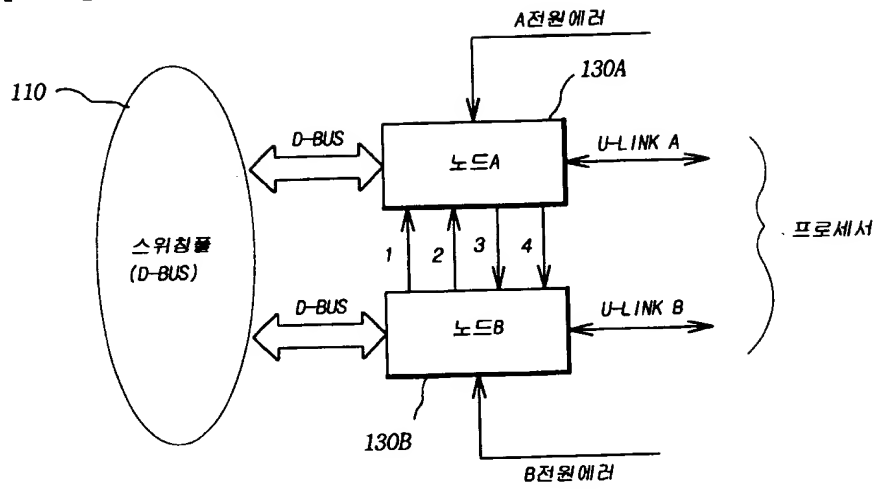 A전원에러
130A
110
D-BUS
노드A
U-LINK A
스위칭풀
(D-BUS)
1
2
3
4
프로세서
D-BUS
노드B
U-LINK B
130B
B전원에러